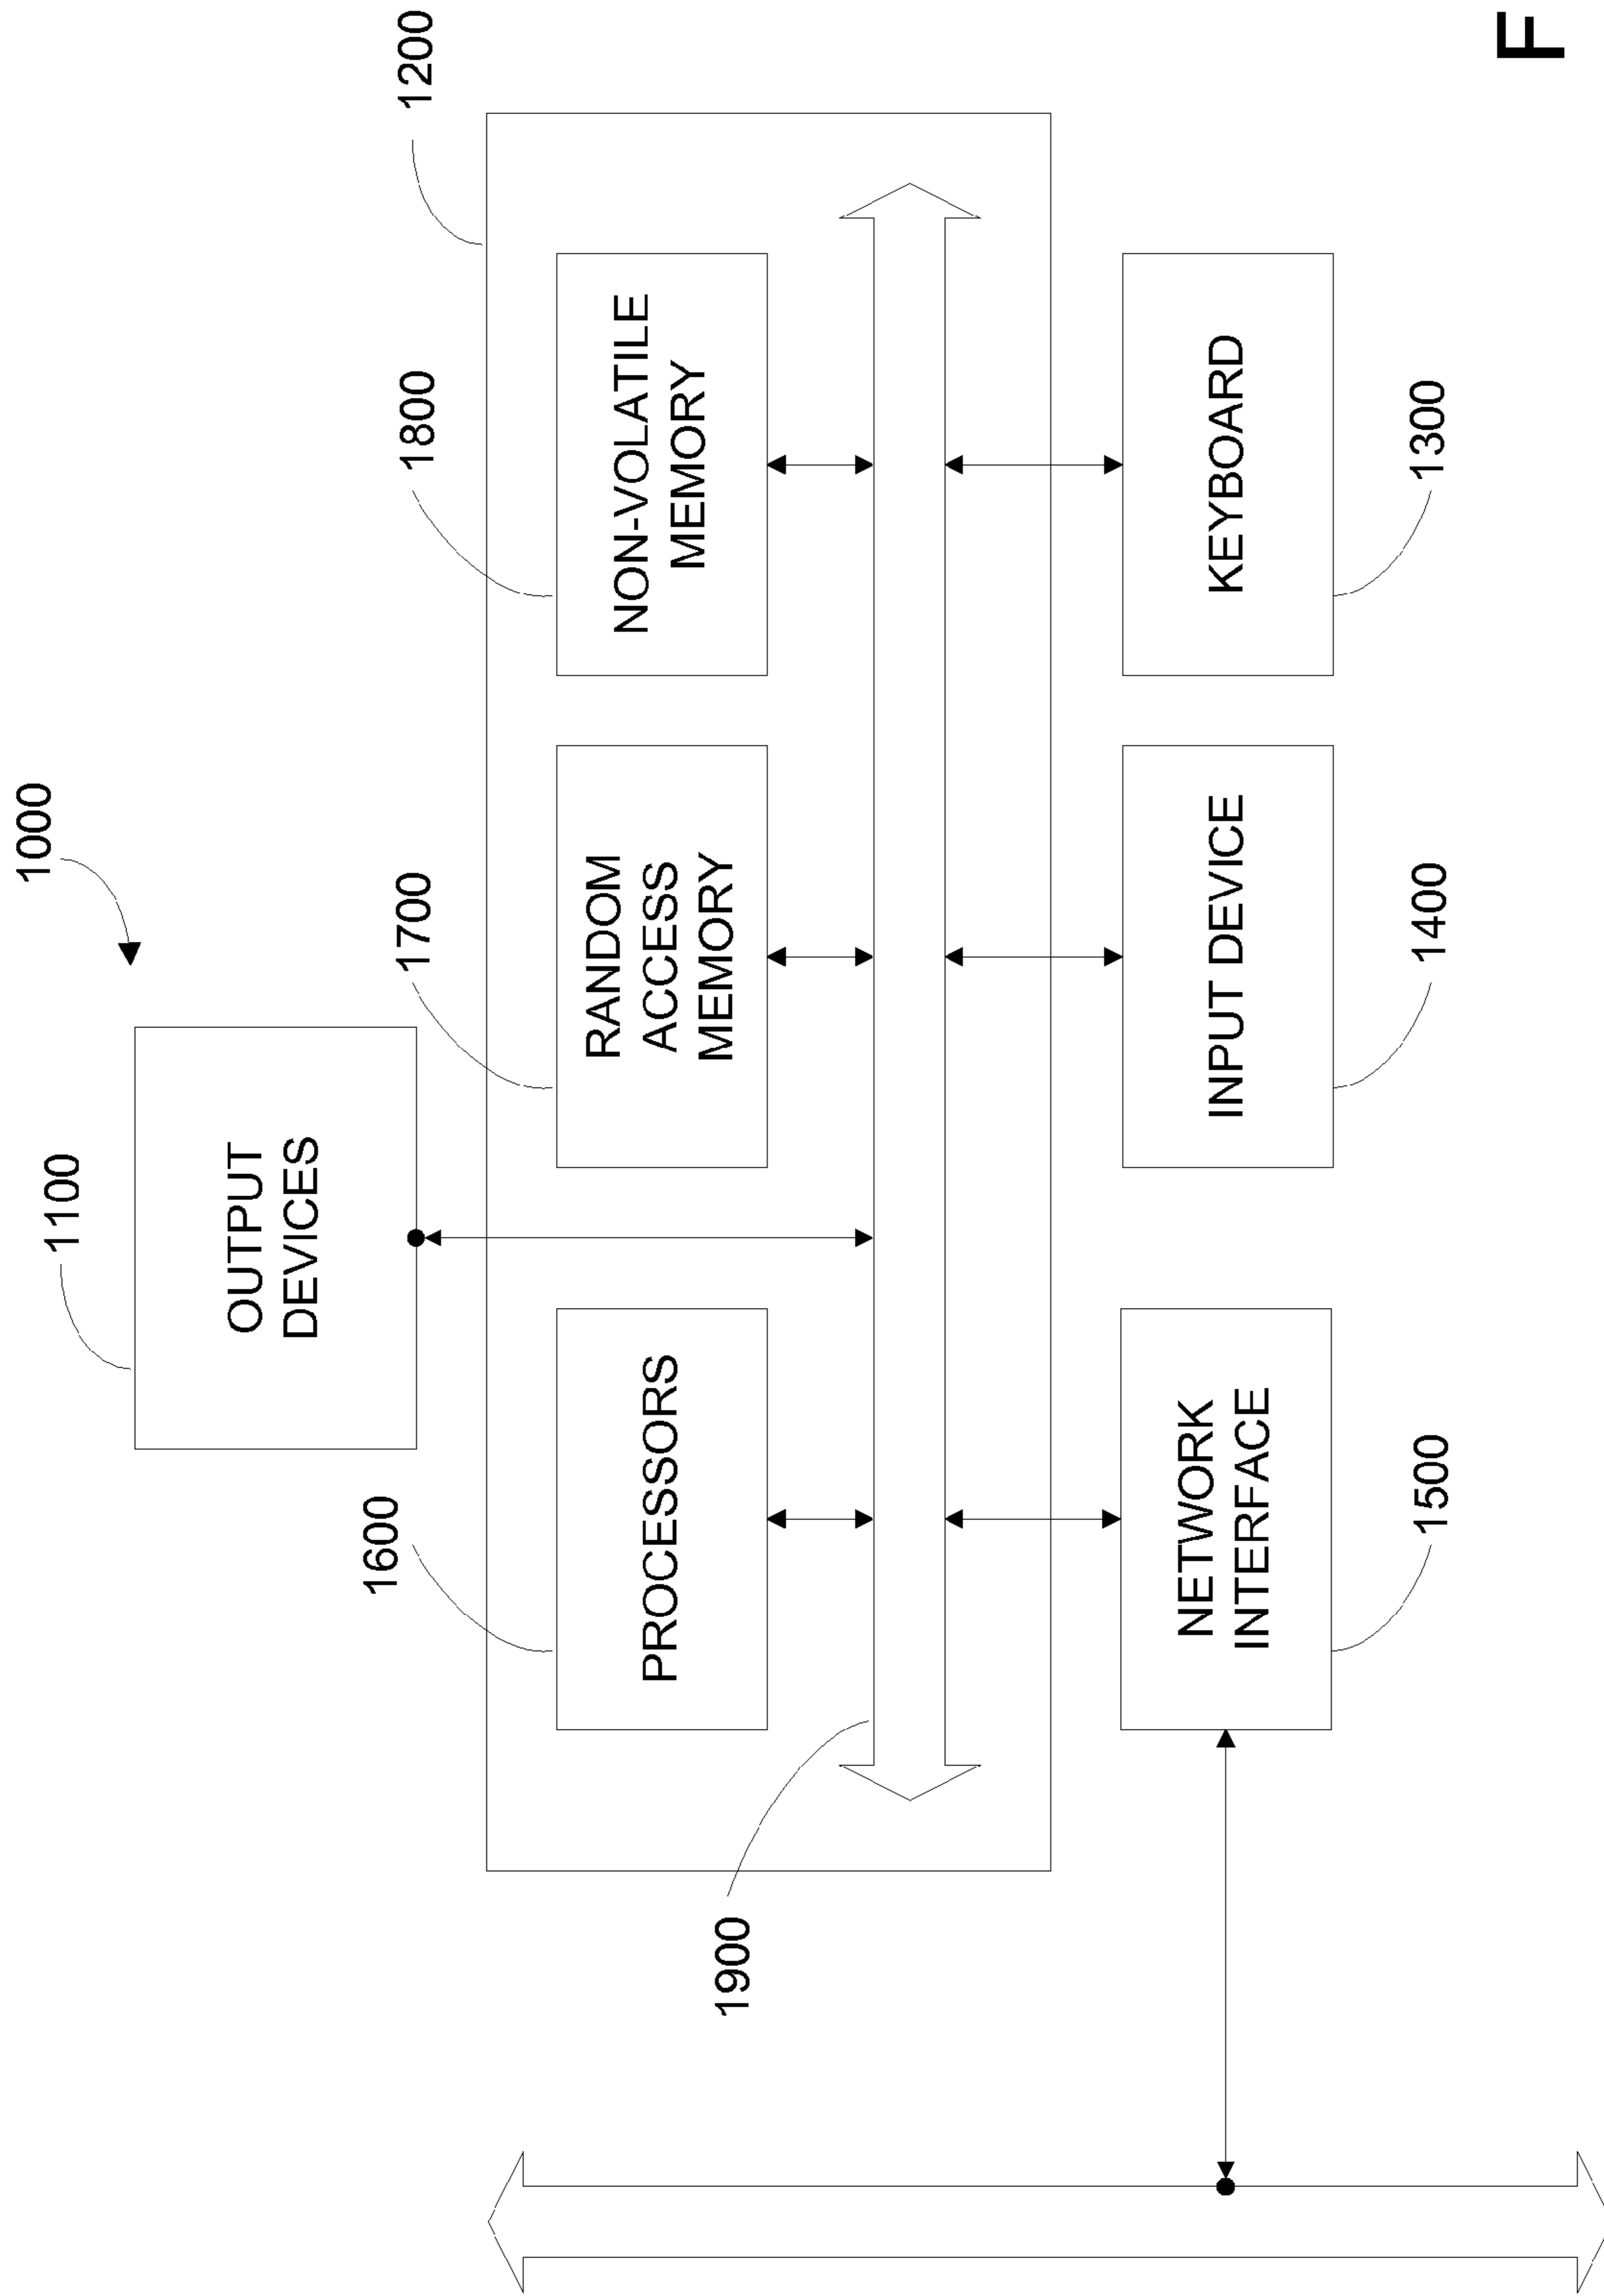 1000
1100
OUTPUT
DEVICES
1600
1700
1800
1200
PROCESSORS
RANDOM
ACCESS
MEMORY
NON-VOLATILE
MEMORY
1900
NETWORK
INTERFACE
INPUT DEVICE
KEYBOARD
1500
1400
1300
F